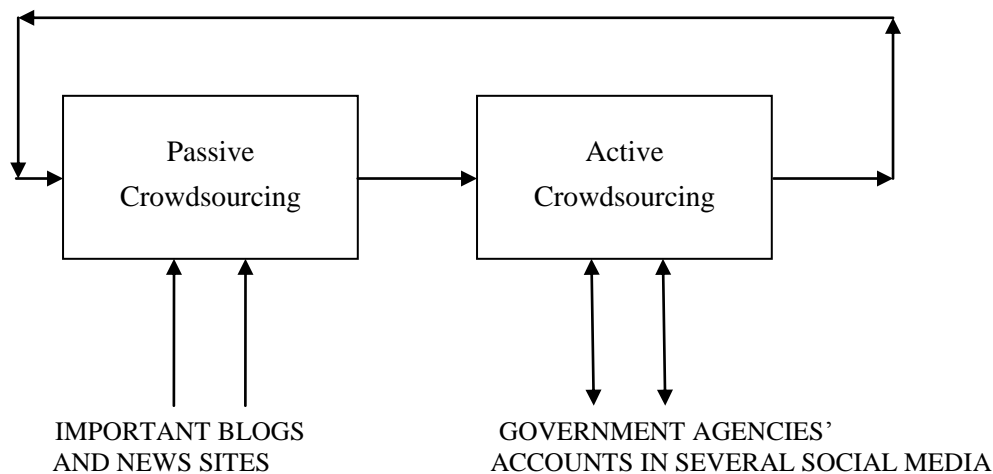 Passive
Crowdsourcing
Active
Crowdsourcing
IMPORTANT BLOGS
AND NEWS SITES
GOVERNMENT AGENCIES’
ACCOUNTS IN SEVERAL SOCIAL MEDIA